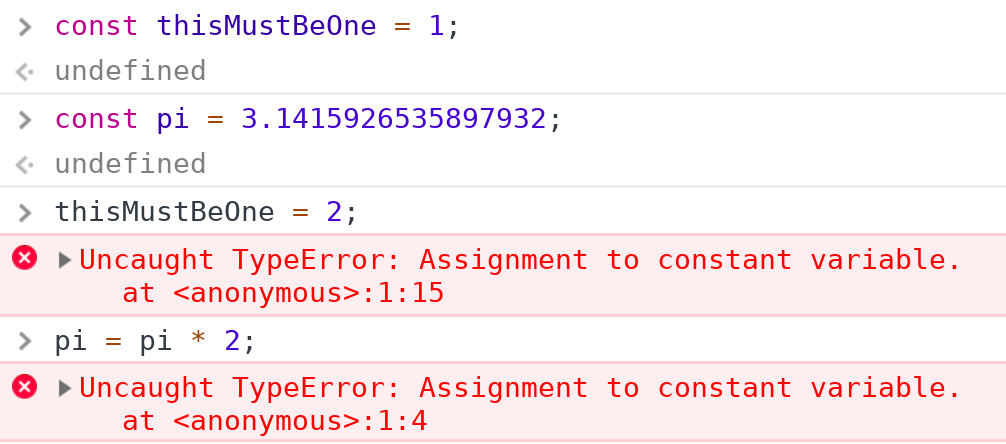 const thisMustBeOne = 1;
undefined
const pi = 3.1415926535897932;
undefined
thisMustBeOne = 2;
Uncaught TypeError: Assignment to constant variable.
at <anonymous>:1:15
pi = pi * 2;
Uncaught TypeError: Assignment to constant variable.
at <anonymous>:1:4